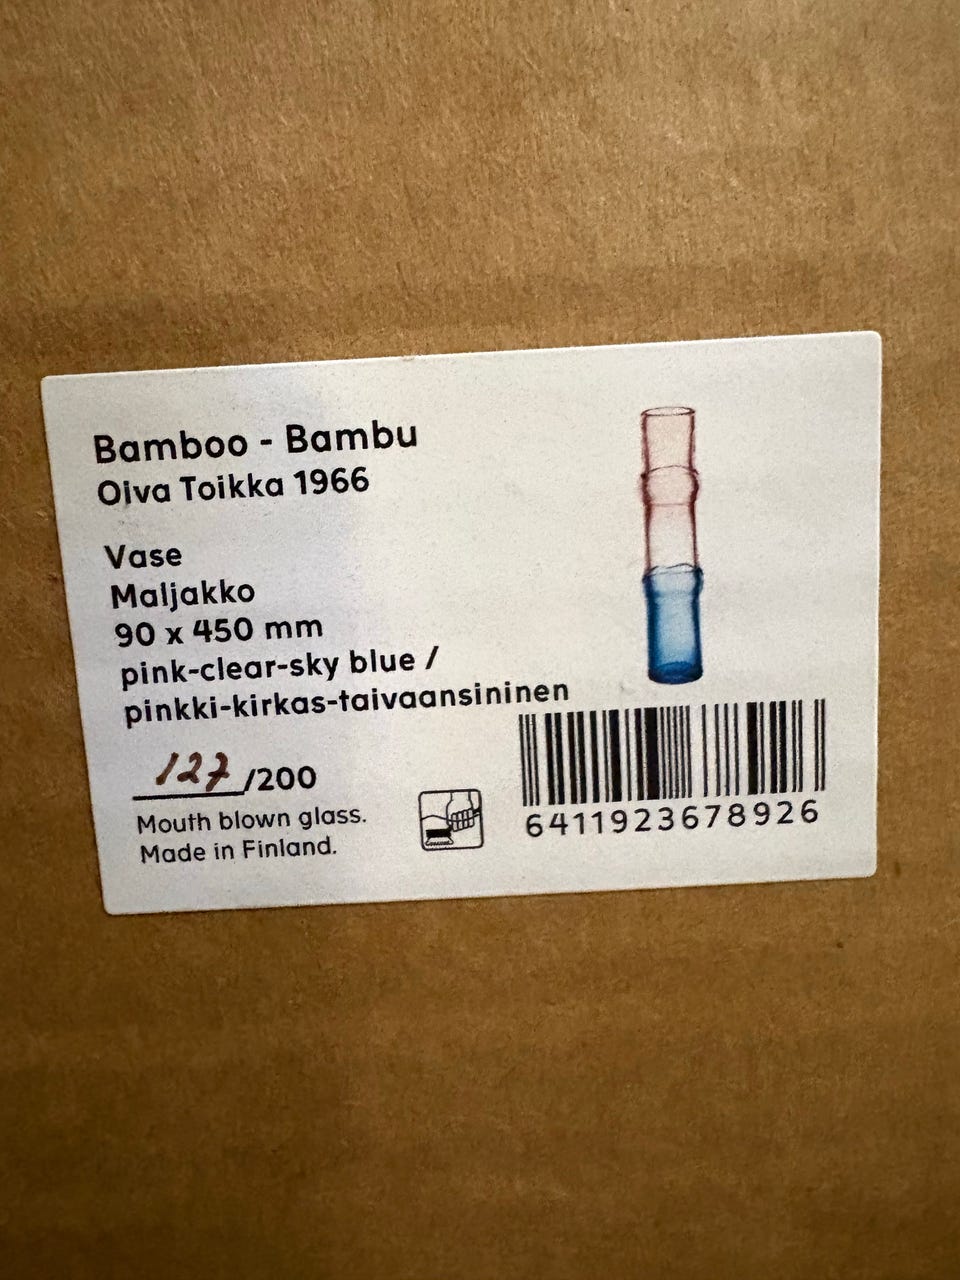 Bamboo - Bambu
Oiva Toikka 1966
Vase
Maljakko
90 x 450 mm
pink-clear-sky blue /
pinkki-kirkas-taivaansininen
127/200
Mouth blown glass.
Made in Finland.
6411923678926